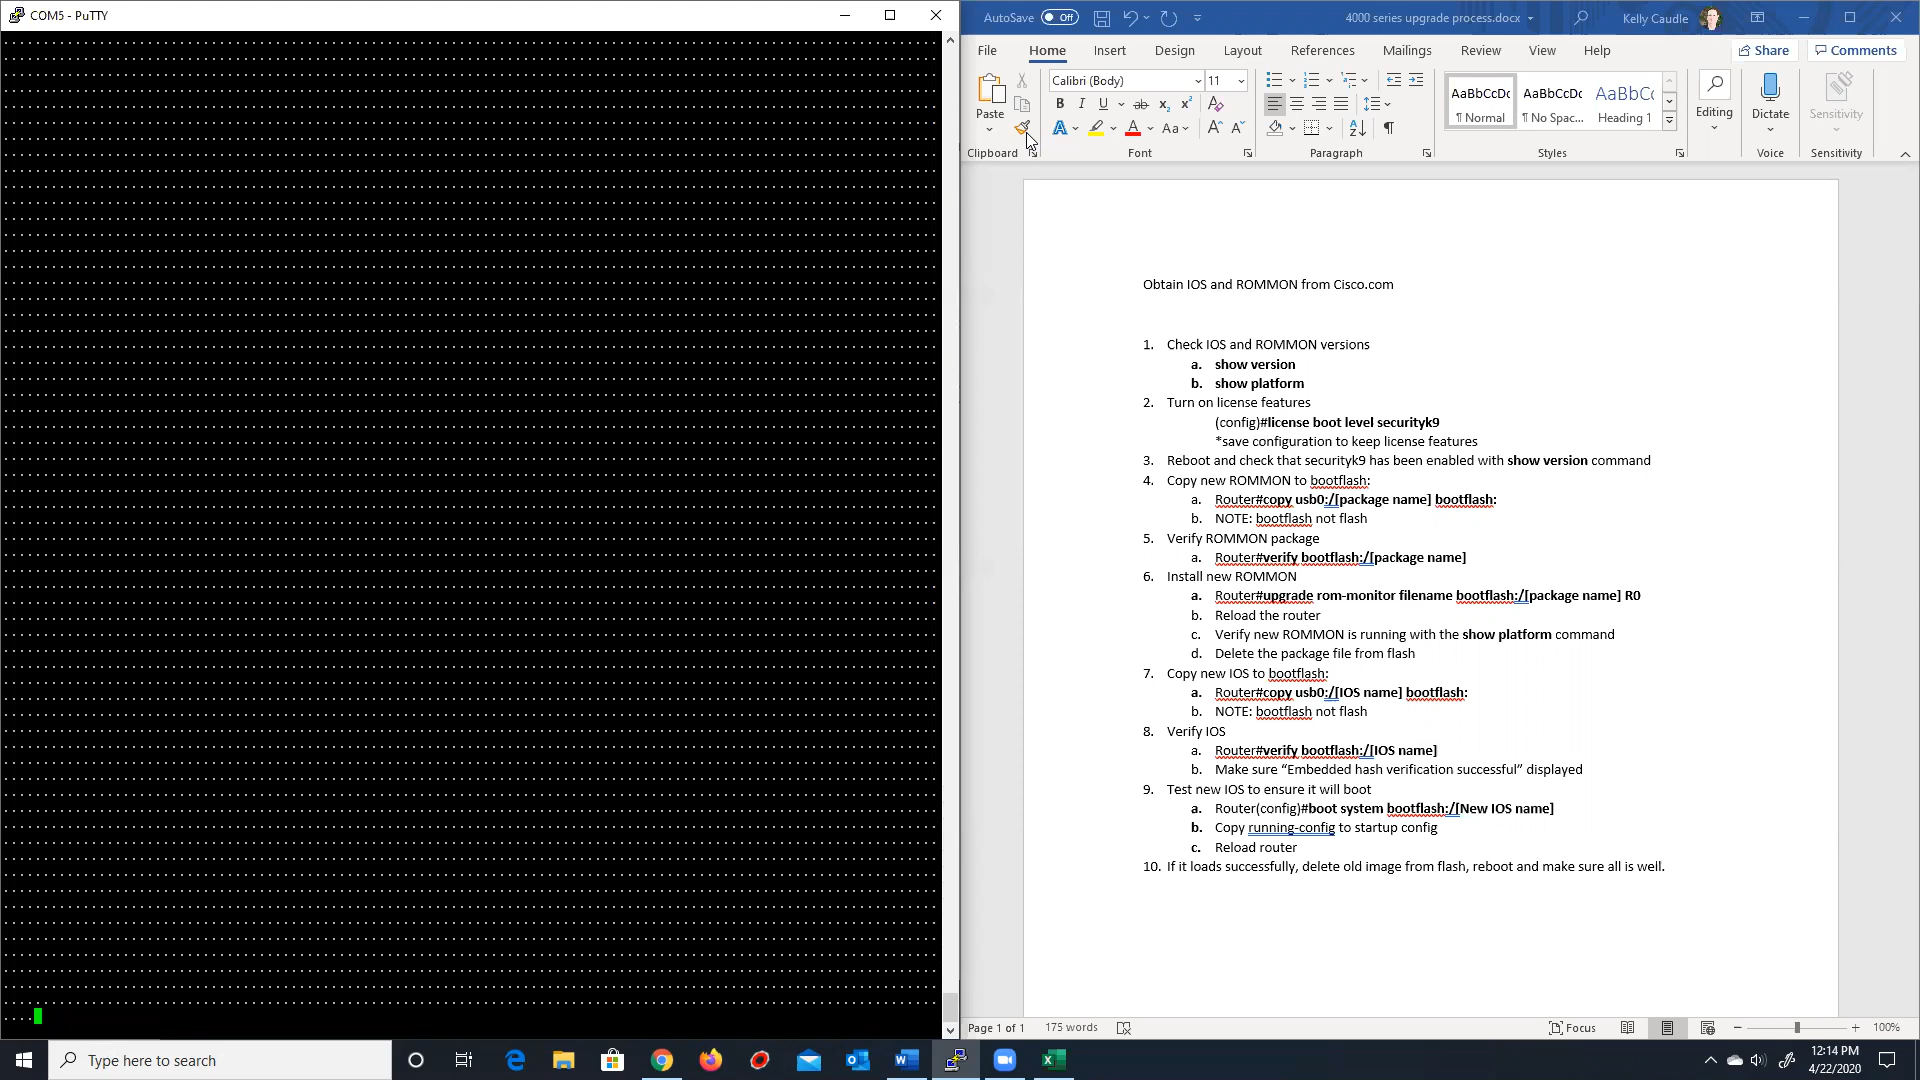 COM5 - PuTTY
AutoSave Off 4000 series upgrade process.docx Kelly Caudle
File Home Insert Design Layout References Mailings Review View Help Share Comments
Paste
Calibri (Body) 11
B I U ab x₂ x²
A A Aa A A
AaBbCcDc AaBbCcDc AaBbCc
¶ Normal ¶ No Spac... Heading 1
Editing Dictate Sensitivity
Clipboard Font Paragraph Styles Voice Sensitivity
Obtain IOS and ROMMON from Cisco.com
1. Check IOS and ROMMON versions
a. show version
b. show platform
2. Turn on license features
(config)#license boot level securityk9
*save configuration to keep license features
3. Reboot and check that securityk9 has been enabled with show version command
4. Copy new ROMMON to bootflash:
a. Router#copy usb0:/[package name] bootflash:
b. NOTE: bootflash not flash
5. Verify ROMMON package
a. Router#verify bootflash:/[package name]
6. Install new ROMMON
a. Router#upgrade rom-monitor filename bootflash:/[package name] R0
b. Reload the router
c. Verify new ROMMON is running with the show platform command
d. Delete the package file from flash
7. Copy new IOS to bootflash:
a. Router#copy usb0:/[IOS name] bootflash:
b. NOTE: bootflash not flash
8. Verify IOS
a. Router#verify bootflash:/[IOS name]
b. Make sure “Embedded hash verification successful” displayed
9. Test new IOS to ensure it will boot
a. Router(config)#boot system bootflash:/[New IOS name]
b. Copy running-config to startup config
c. Reload router
10. If it loads successfully, delete old image from flash, reboot and make sure all is well.
Page 1 of 1 175 words Focus 100%
Type here to search
12:14 PM
4/22/2020